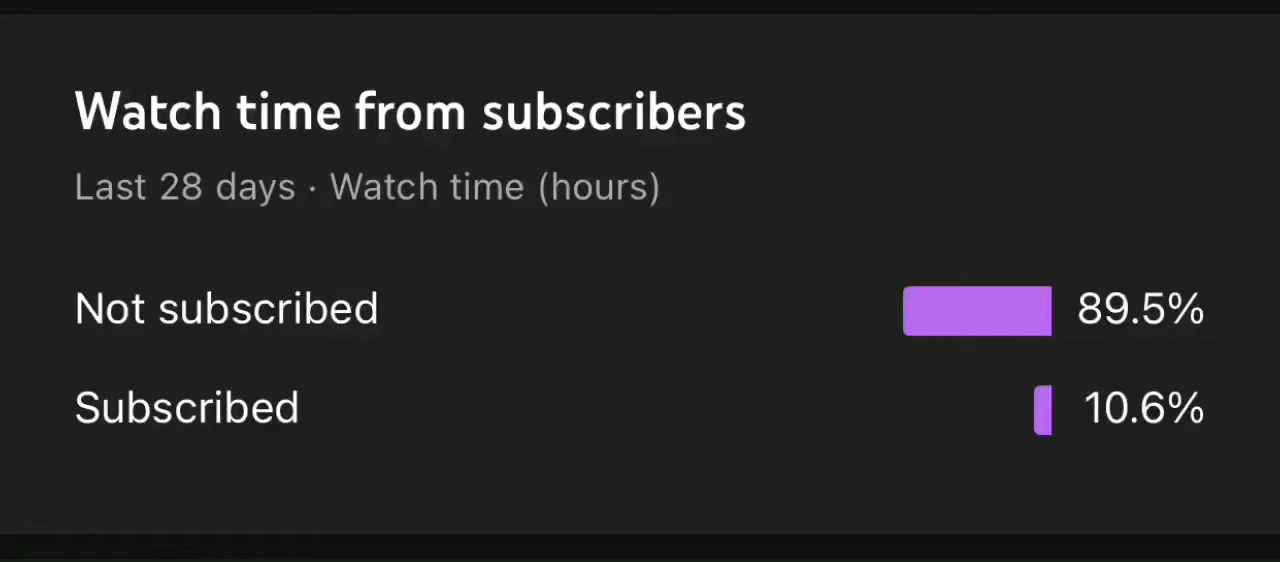 Watch time from subscribers
Last 28 days · Watch time (hours)
Not subscribed 89.5%
Subscribed 10.6%